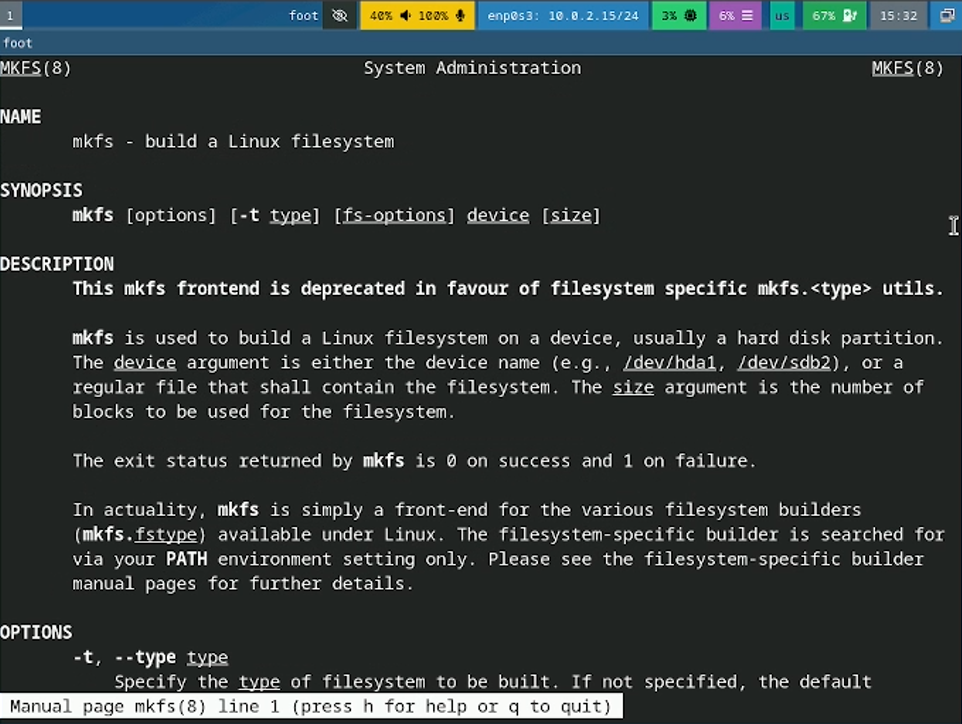 1 foot 40% 100% enp0s3: 10.0.2.15/24 3% 6% us 67% 15:32
foot
MKFS(8) System Administration MKFS(8)
NAME
mkfs - build a Linux filesystem
SYNOPSIS
mkfs [options] [-t type] [fs-options] device [size]
DESCRIPTION
This mkfs frontend is deprecated in favour of filesystem specific mkfs.<type> utils.
mkfs is used to build a Linux filesystem on a device, usually a hard disk partition.
The device argument is either the device name (e.g., /dev/hda1, /dev/sdb2), or a
regular file that shall contain the filesystem. The size argument is the number of
blocks to be used for the filesystem.
The exit status returned by mkfs is 0 on success and 1 on failure.
In actuality, mkfs is simply a front-end for the various filesystem builders
(mkfs.fstype) available under Linux. The filesystem-specific builder is searched for
via your PATH environment setting only. Please see the filesystem-specific builder
manual pages for further details.
OPTIONS
-t, --type type
Specify the type of filesystem to be built. If not specified, the default
Manual page mkfs(8) line 1 (press h for help or q to quit)